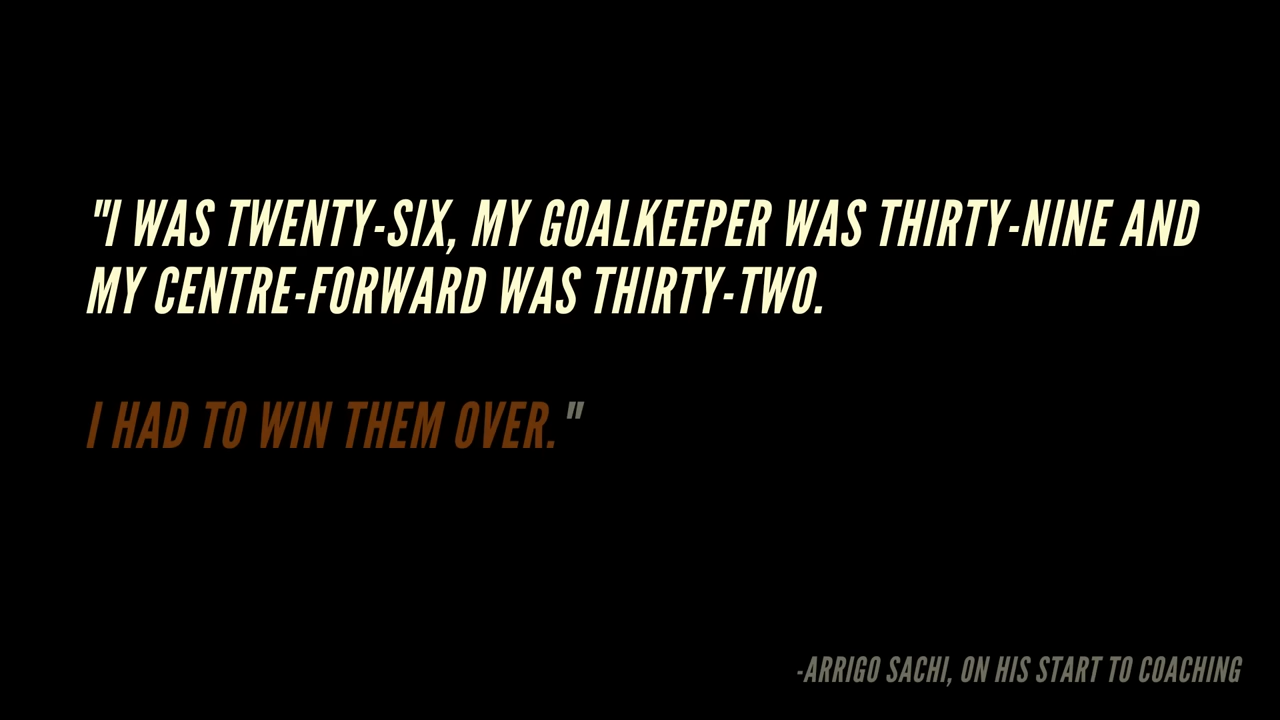 "I WAS TWENTY-SIX, MY GOALKEEPER WAS THIRTY-NINE AND
MY CENTRE-FORWARD WAS THIRTY-TWO.
I HAD TO WIN THEM OVER."
-ARRIGO SACHI, ON HIS START TO COACHING